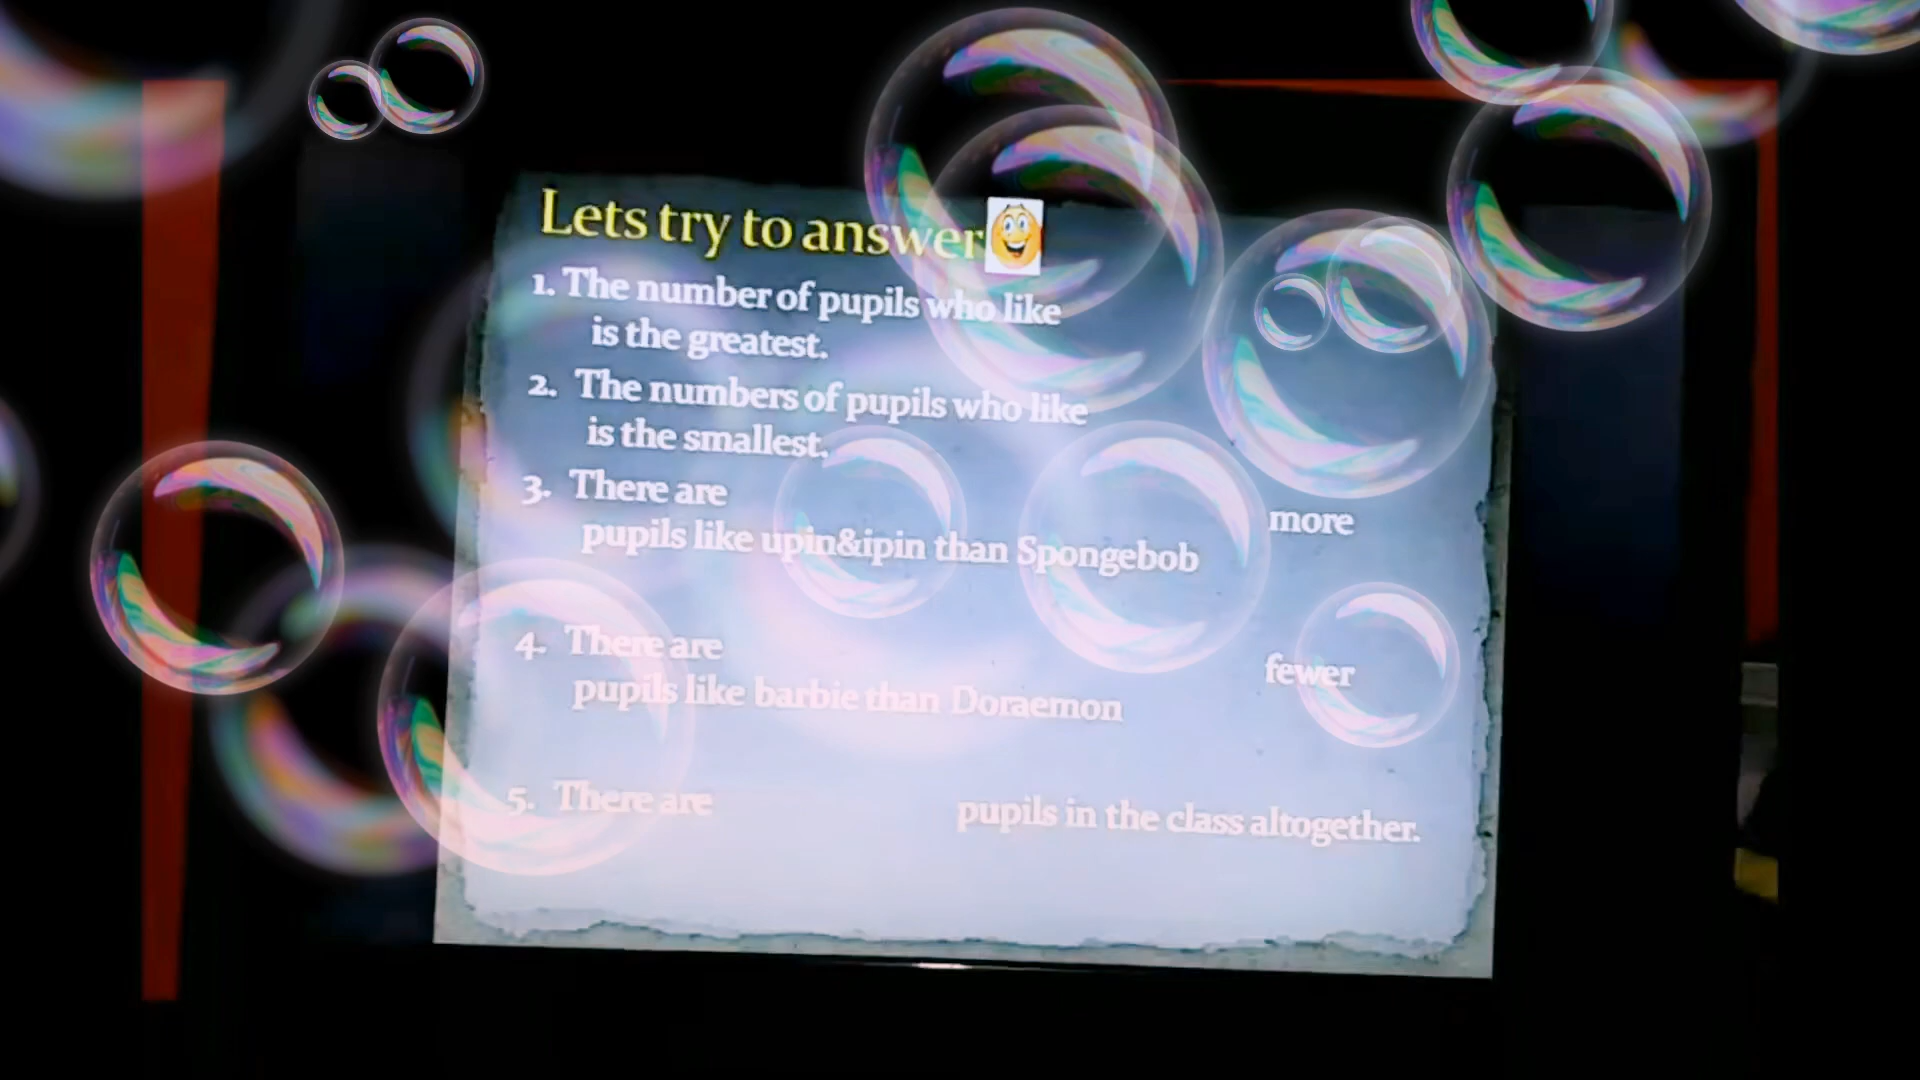 Lets try to answer
1. The number of pupils who like
is the greatest.
2. The numbers of pupils who like
is the smallest.
3. There are more
pupils like upin&ipin than Spongebob
4. There are fewer
pupils like barbie than Doraemon
5. There are pupils in the class altogether.